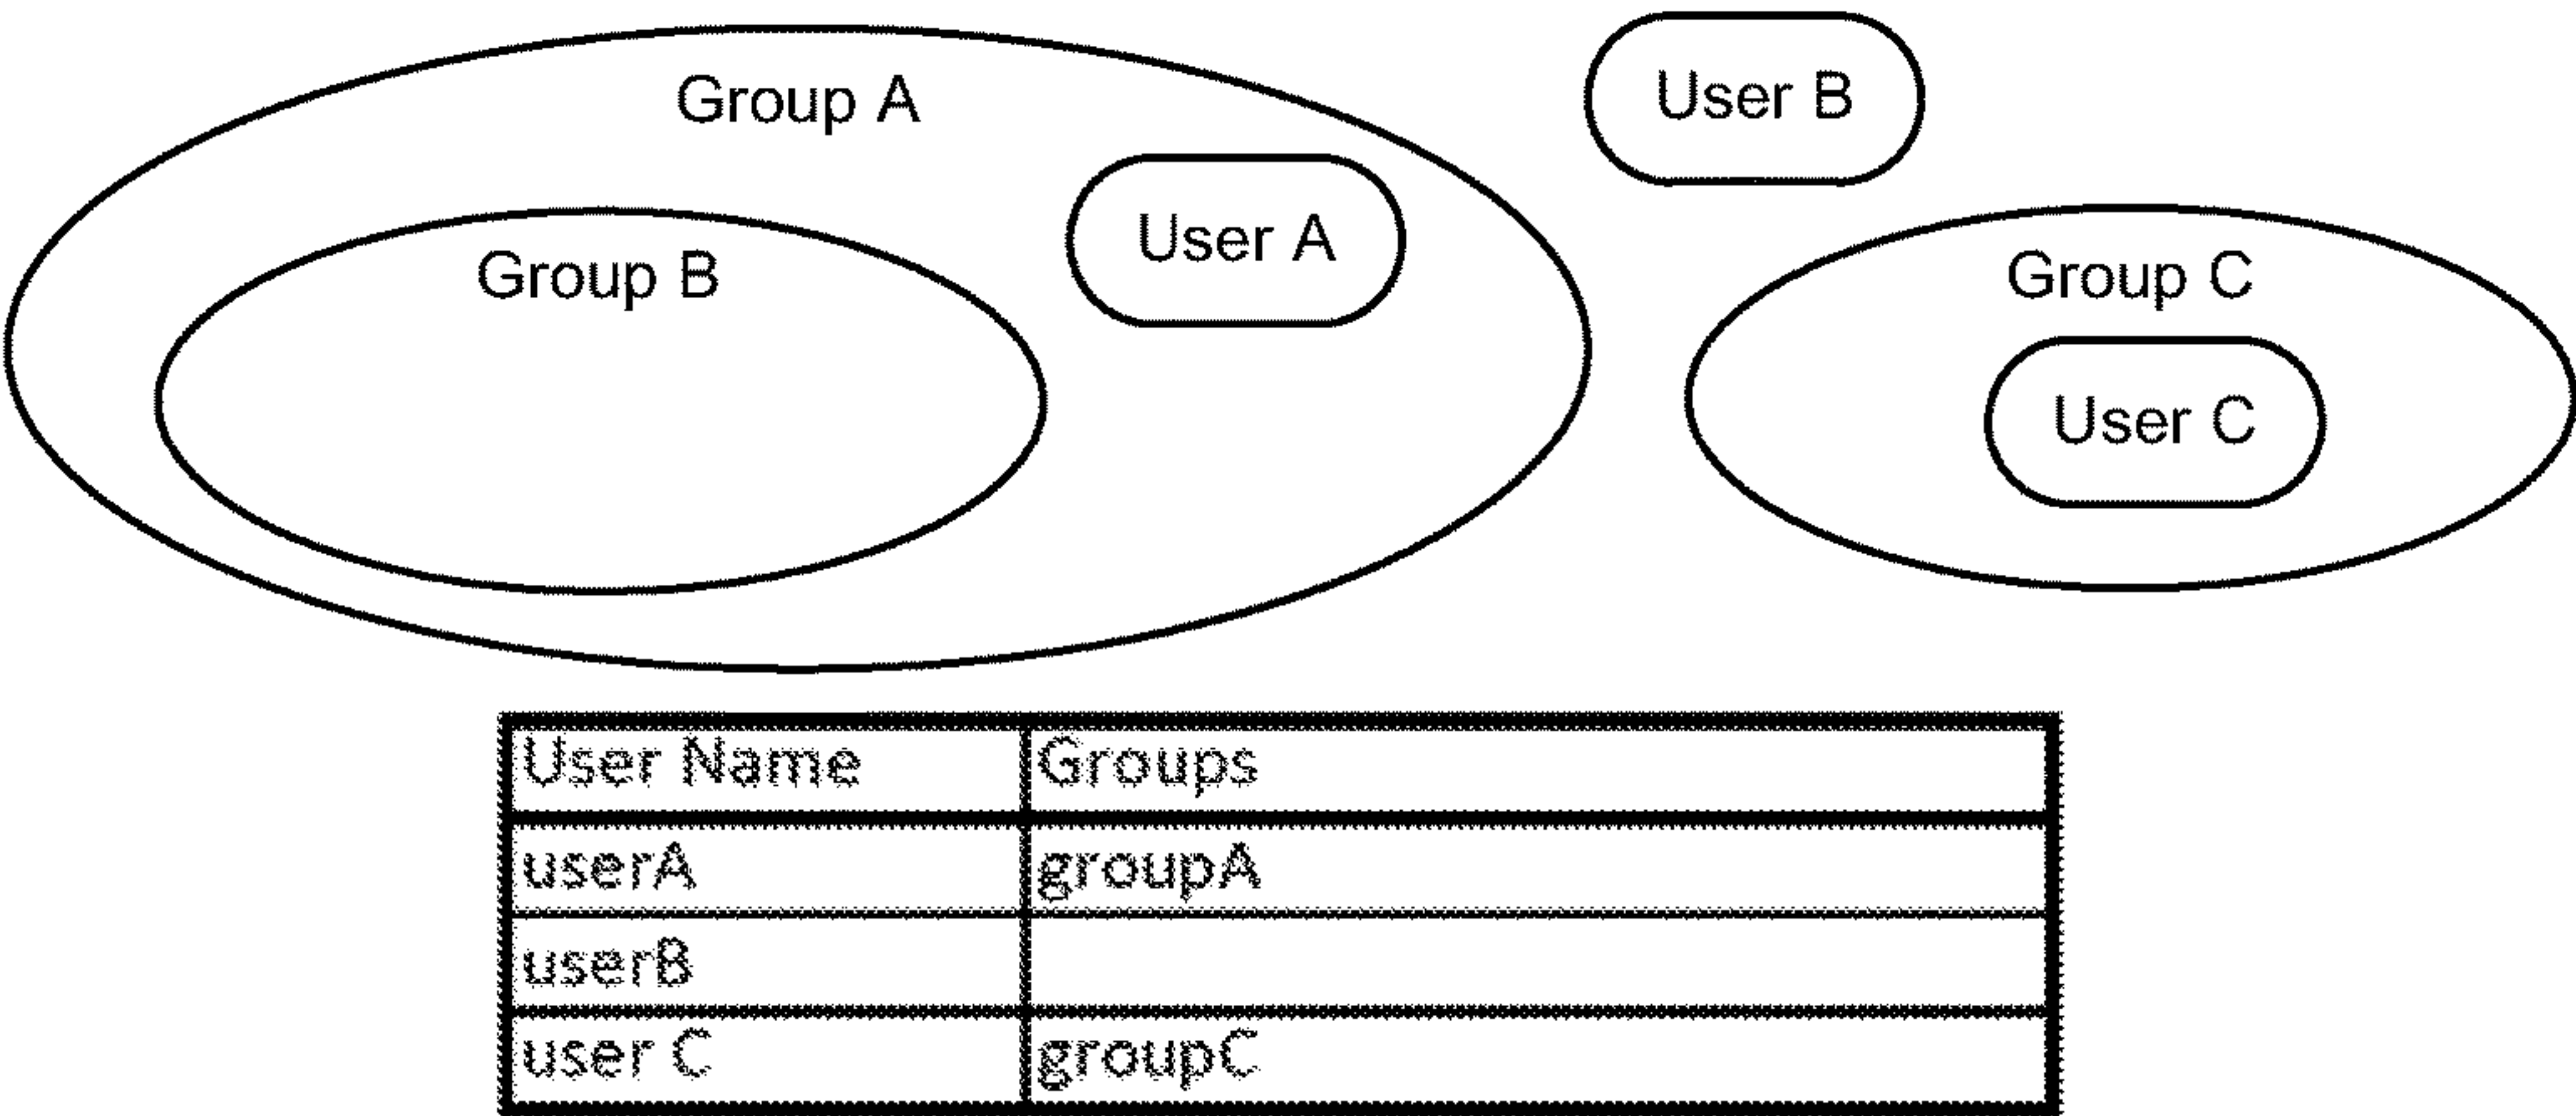 Group A
User B
User A
Group B
Group C
User C
User Name Groups
userA groupA
userB
user C groupC